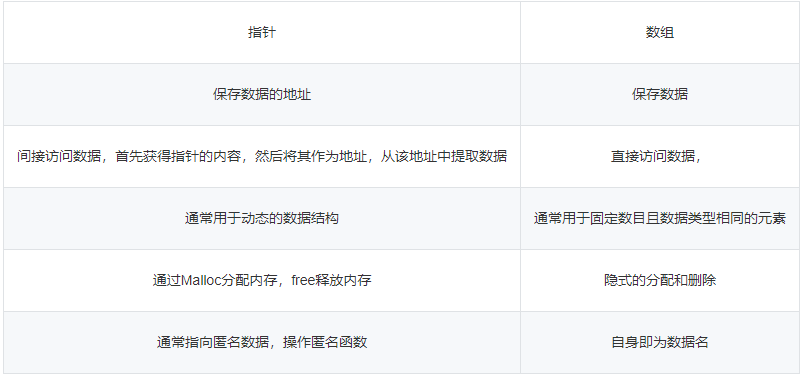 指针 数组
保存数据的地址 保存数据
间接访问数据，首先获得指针的内容，然后将其作为地址，从该地址中提取数据 直接访问数据，
通常用于动态的数据结构 通常用于固定数目且数据类型相同的元素
通过Malloc分配内存，free释放内存 隐式的分配和删除
通常指向匿名数据，操作匿名函数 自身即为数据名